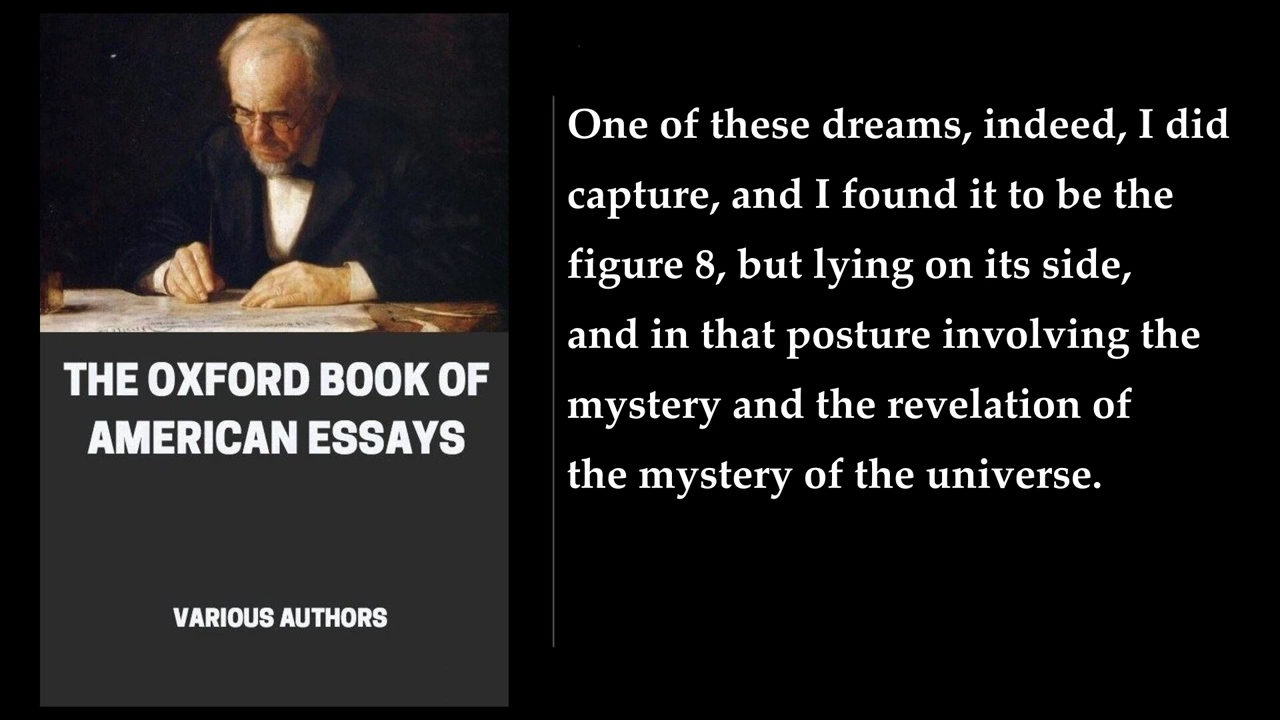 THE OXFORD BOOK OF
AMERICAN ESSAYS
VARIOUS AUTHORS
One of these dreams, indeed, I did
capture, and I found it to be the
figure 8, but lying on its side,
and in that posture involving the
mystery and the revelation of
the mystery of the universe.